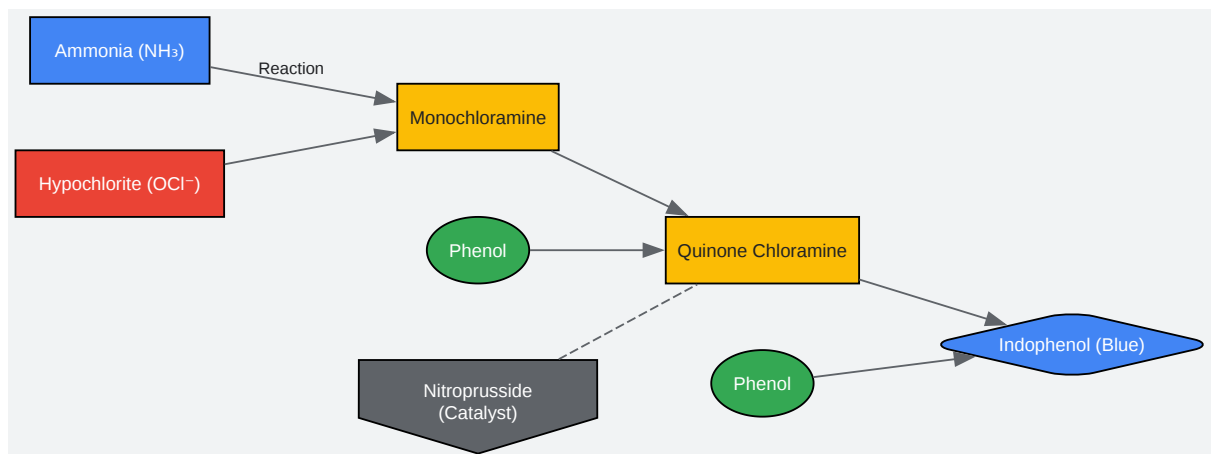 Ammonia (NH₃)
Reaction
Monochloramine
Hypochlorite (OCl⁻)
Phenol
Quinone Chloramine
Indophenol (Blue)
Nitroprusside
(Catalyst)
Phenol